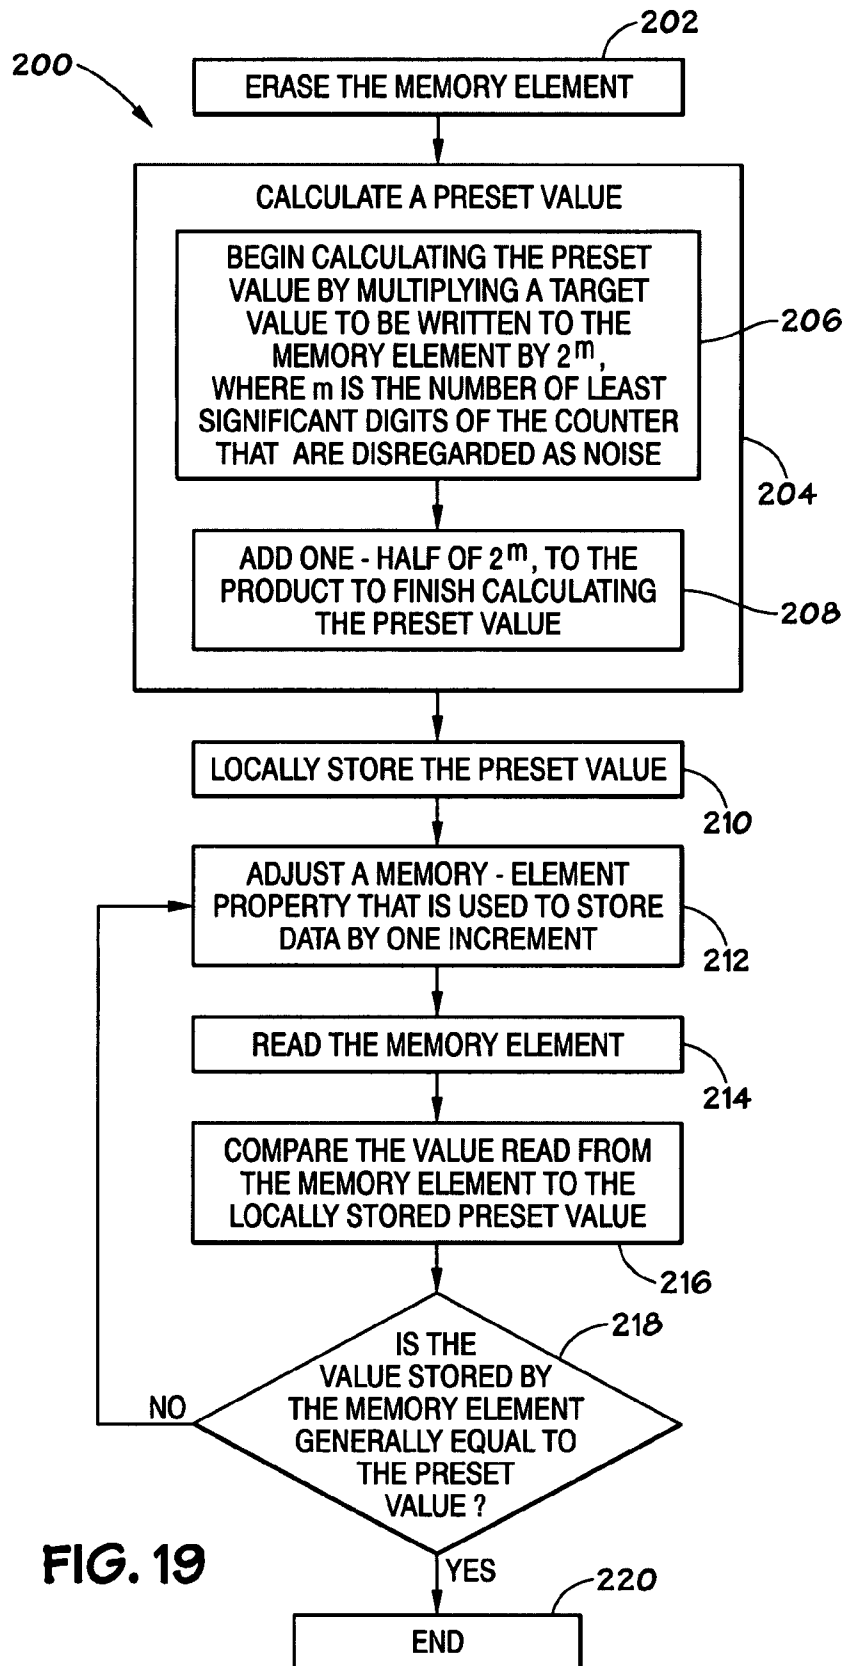 202
200
ERASE THE MEMORY ELEMENT
CALCULATE A PRESET VALUE
BEGIN CALCULATING THE PRESET
VALUE BY MULTIPLYING A TARGET
VALUE TO BE WRITTEN TO THE
MEMORY ELEMENT BY 2^m,
WHERE m IS THE NUMBER OF LEAST
SIGNIFICANT DIGITS OF THE COUNTER
THAT ARE DISREGARDED AS NOISE
206
204
ADD ONE - HALF OF 2^m, TO THE
PRODUCT TO FINISH CALCULATING
THE PRESET VALUE
208
LOCALLY STORE THE PRESET VALUE
210
ADJUST A MEMORY - ELEMENT
PROPERTY THAT IS USED TO STORE
DATA BY ONE INCREMENT
212
READ THE MEMORY ELEMENT
214
COMPARE THE VALUE READ FROM
THE MEMORY ELEMENT TO THE
LOCALLY STORED PRESET VALUE
216
218
IS THE
VALUE STORED BY
THE MEMORY ELEMENT
GENERALLY EQUAL TO
THE PRESET
VALUE ?
NO
YES
FIG. 19
220
END